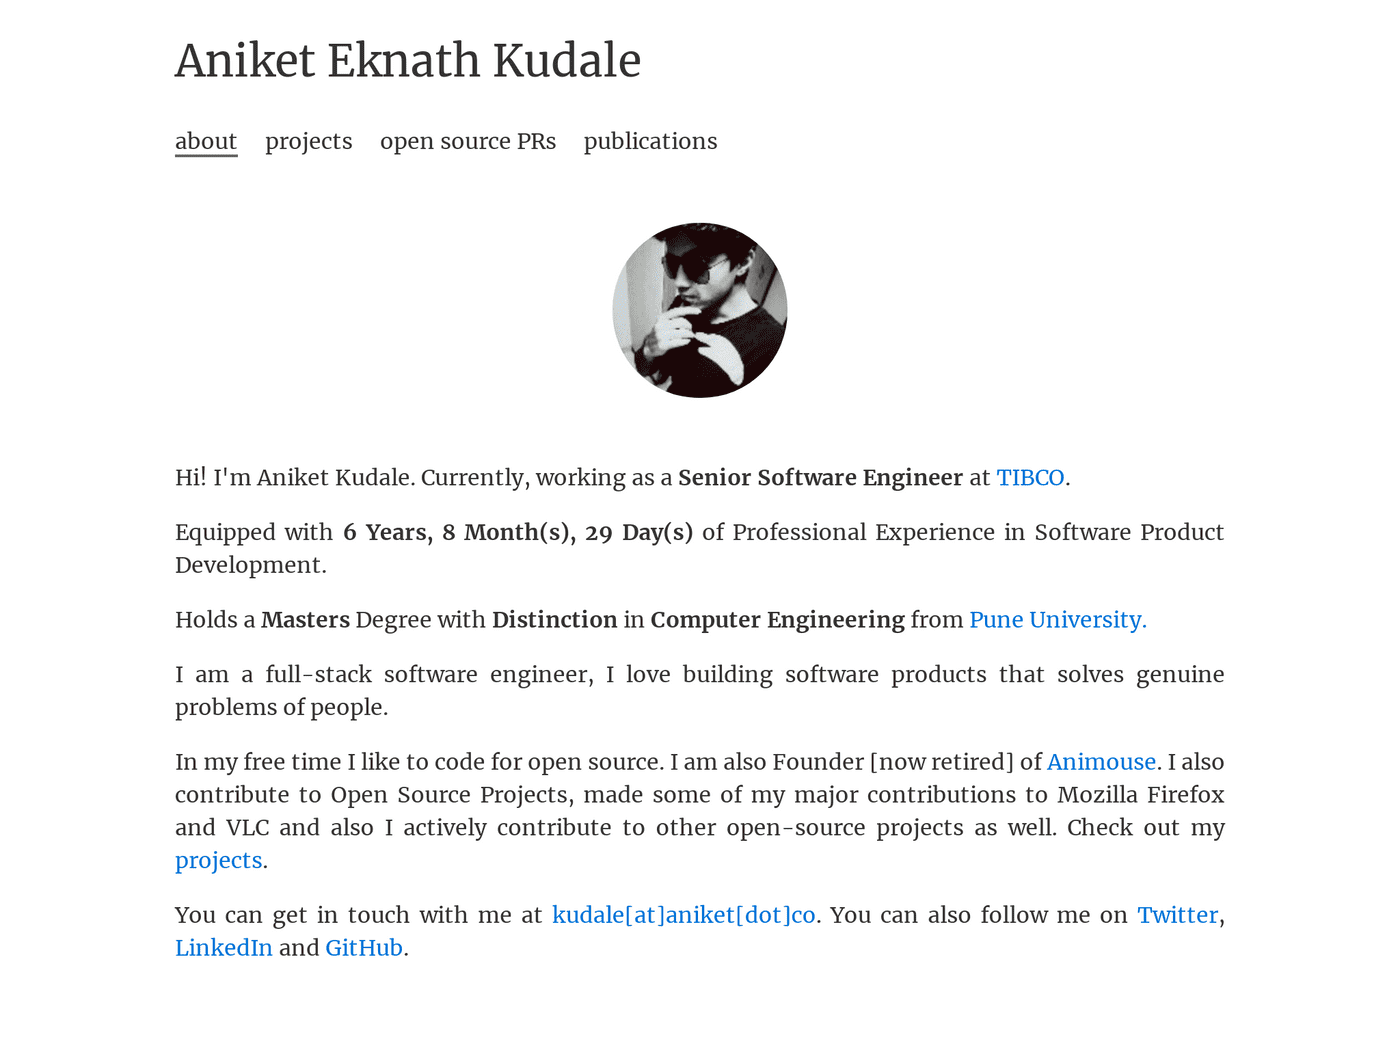 Aniket Eknath Kudale
about projects open source PRs publications
Hi! I'm Aniket Kudale. Currently, working as a Senior Software Engineer at TIBCO.
Equipped with 6 Years, 8 Month(s), 29 Day(s) of Professional Experience in Software Product
Development.
Holds a Masters Degree with Distinction in Computer Engineering from Pune University.
I am a full-stack software engineer, I love building software products that solves genuine
problems of people.
In my free time I like to code for open source. I am also Founder [now retired] of Animouse. I also
contribute to Open Source Projects, made some of my major contributions to Mozilla Firefox
and VLC and also I actively contribute to other open-source projects as well. Check out my
projects.
You can get in touch with me at kudale[at]aniket[dot]co. You can also follow me on Twitter,
LinkedIn and GitHub.